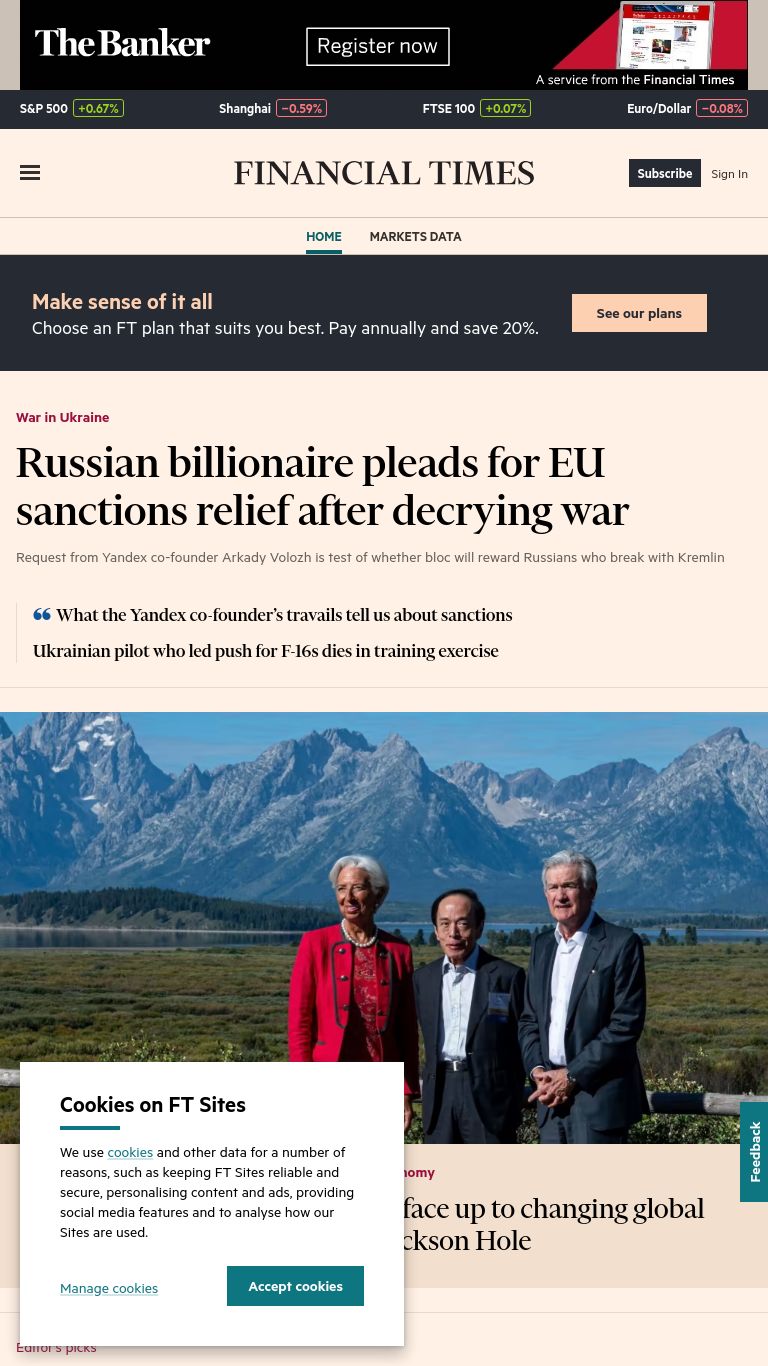 The Banker
Register now
A service from the Financial Times
S&P 500 +0.67%
Shanghai −0.59%
FTSE 100 +0.07%
Euro/Dollar −0.08%
FINANCIAL TIMES
Subscribe
Sign In
HOME
MARKETS DATA
Make sense of it all
Choose an FT plan that suits you best. Pay annually and save 20%.
See our plans
War in Ukraine
Russian billionaire pleads for EU
sanctions relief after decrying war
Request from Yandex co-founder Arkady Volozh is test of whether bloc will reward Russians who break with Kremlin
What the Yandex co-founder’s travails tell us about sanctions
Ukrainian pilot who led push for F-16s dies in training exercise
face up to changing global
Hole
Cookies on FT Sites
We use cookies and other data for a number of
reasons, such as keeping FT Sites reliable and
secure, personalising content and ads, providing
social media features and to analyse how our
Sites are used.
Manage cookies
Accept cookies
Feedback
Editor's picks